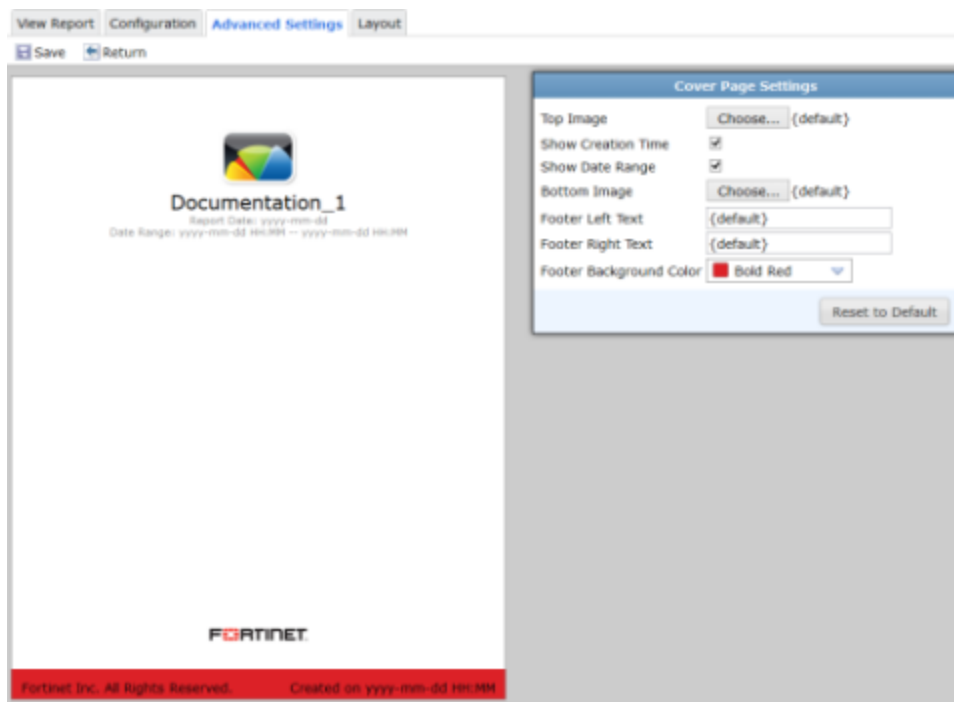 View Report Configuration Advanced Settings Layout
Save Return
Documentation_1
Report Date: yyyy-mm-dd
Date Range: yyyy-mm-dd HH:MM -- yyyy-mm-dd HH:MM
FORTINET
Fortinet Inc. All Rights Reserved. Created on yyyy-mm-dd HH:MM
Cover Page Settings
Top Image Choose... {default}
Show Creation Time
Show Date Range
Bottom Image Choose... {default}
Footer Left Text {default}
Footer Right Text {default}
Footer Background Color Bold Red
Reset to Default